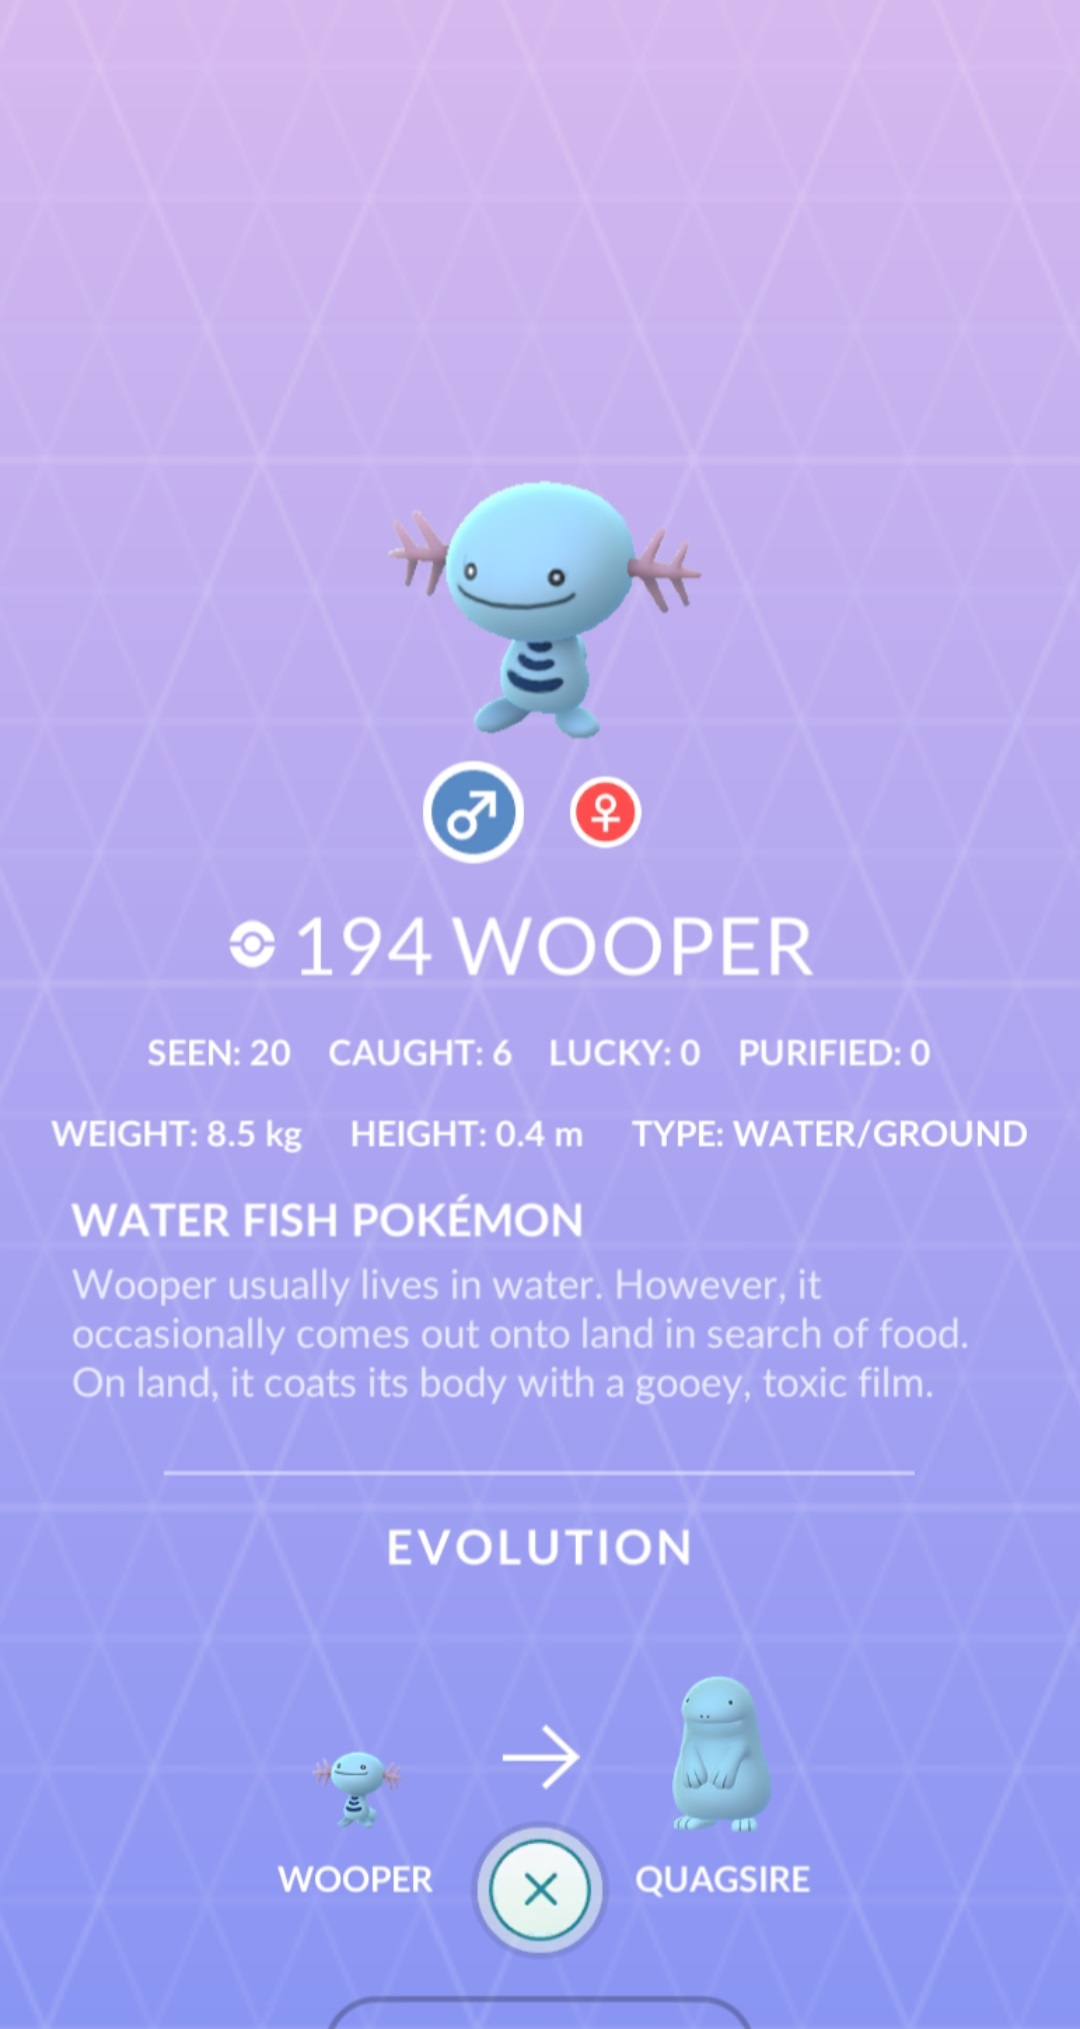 194 WOOPER
SEEN: 20 CAUGHT: 6 LUCKY: 0 PURIFIED: 0
WEIGHT: 8.5 kg HEIGHT: 0.4 m TYPE: WATER/GROUND
WATER FISH POKÉMON
Wooper usually lives in water. However, it
occasionally comes out onto land in search of food.
On land, it coats its body with a gooey, toxic film.
EVOLUTION
WOOPER QUAGSIRE